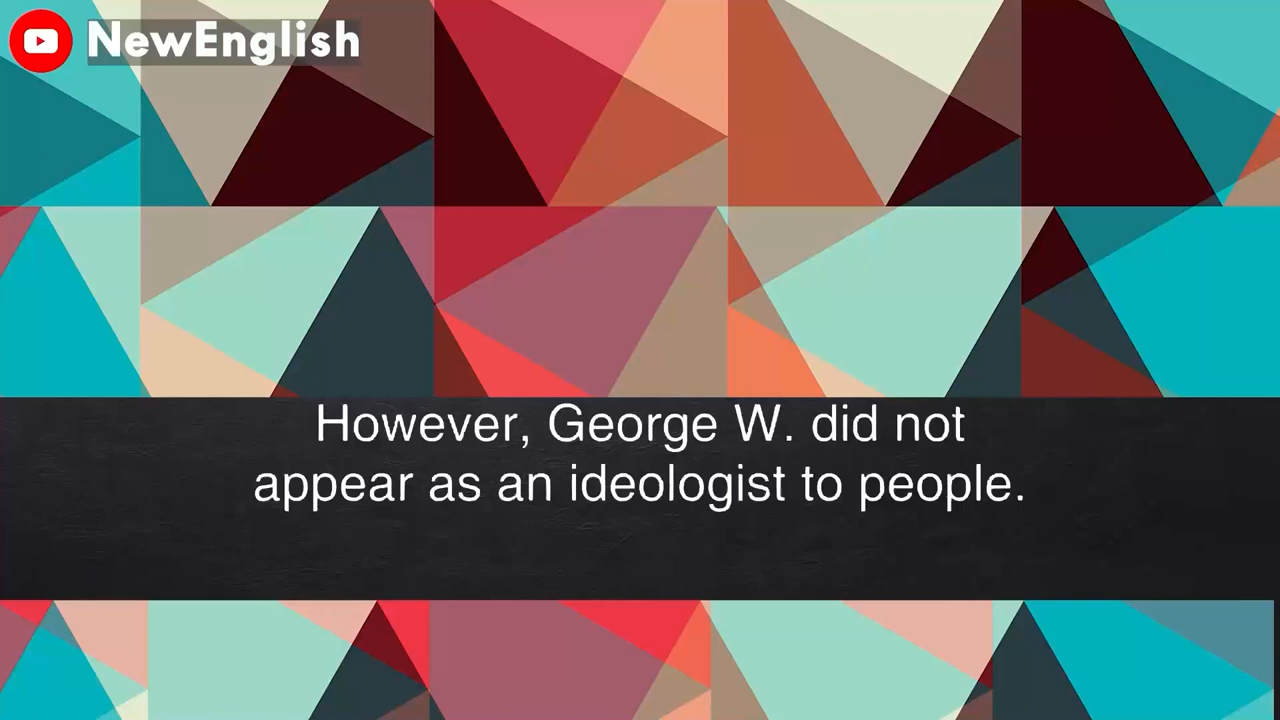 NewEnglish
However, George W. did not
appear as an ideologist to people.